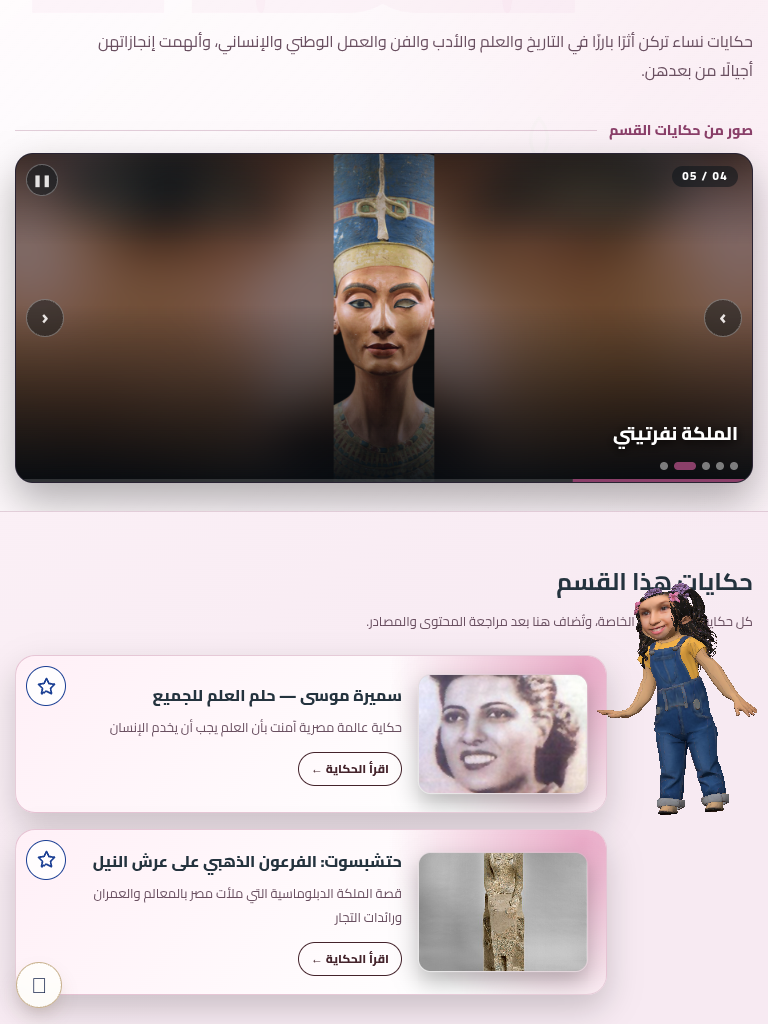 حكايات نساء تركن أثرًا بارزًا في التاريخ والعلم والأدب والفن والعمل الوطني والإنساني، وألهمت إنجازاتهن
أجيالًا من بعدهن.
صور من حكايات القسم
05 / 04
الملكة نفرتيتي
حكايات هذا القسم
كل الخاصة، وتُضاف هنا بعد مراجعة المحتوى والمصادر.
سميرة موسى — حلم العلم للجميع
حكاية عالمة مصرية آمنت بأن العلم يجب أن يخدم الإنسان
اقرأ الحكاية ←
حتشبسوت: الفرعون الذهبي على عرش النيل
قصة الملكة الدبلوماسية التي ملأت مصر بالمعالم والعمران
ورائدات التجار
اقرأ الحكاية ←